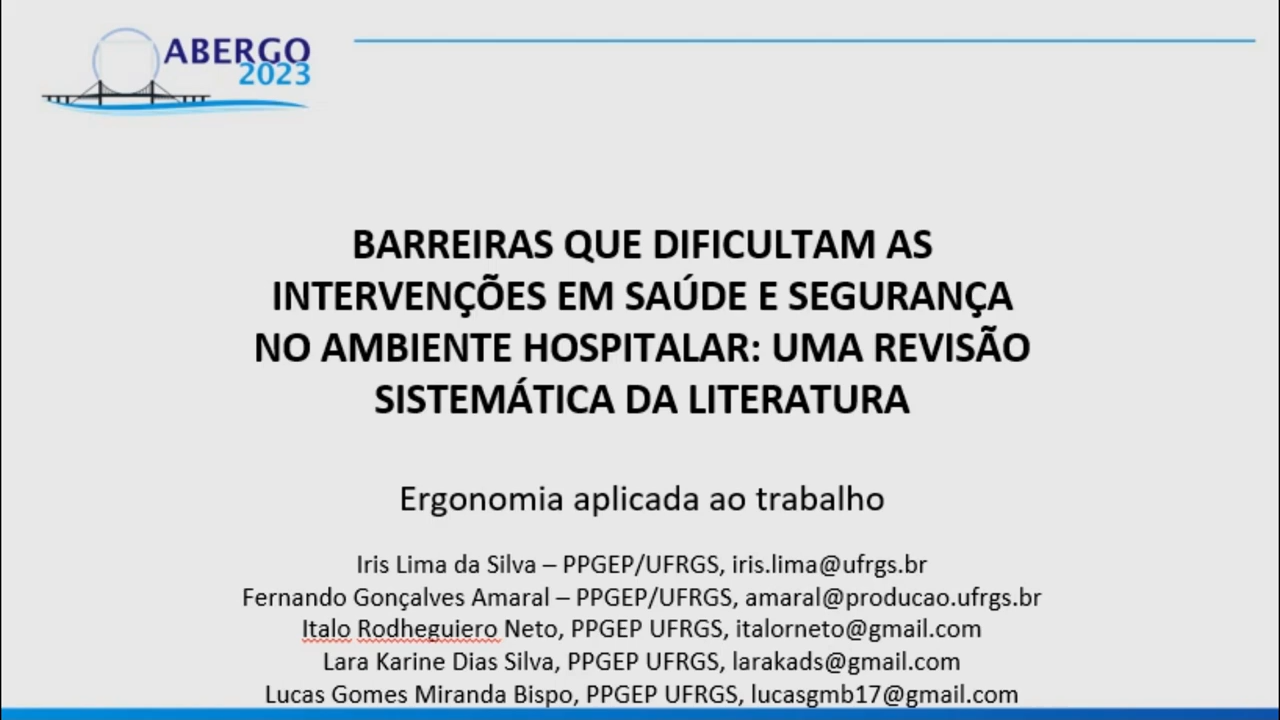 ABERGO
2023
BARREIRAS QUE DIFICULTAM AS
INTERVENÇÕES EM SAÚDE E SEGURANÇA
NO AMBIENTE HOSPITALAR: UMA REVISÃO
SISTEMÁTICA DA LITERATURA
Ergonomia aplicada ao trabalho
Iris Lima da Silva – PPGEP/UFRGS, iris.lima@ufrgs.br
Fernando Gonçalves Amaral – PPGEP/UFRGS, amaral@producao.ufrgs.br
Italo Rodheguiero Neto, PPGEP UFRGS, italorneto@gmail.com
Lara Karine Dias Silva, PPGEP UFRGS, larakads@gmail.com
Lucas Gomes Miranda Bispo, PPGEP UFRGS, lucasgmb17@gmail.com